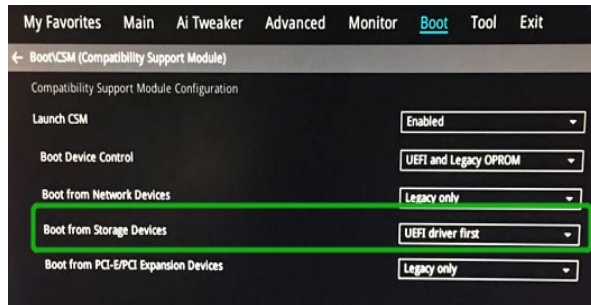 My Favorites Main Ai Tweaker Advanced Monitor Boot Tool Exit
← Boot\CSM (Compatibility Support Module)
Compatibility Support Module Configuration
Launch CSM Enabled
Boot Device Control UEFI and Legacy OPROM
Boot from Network Devices Legacy only
Boot from Storage Devices UEFI driver first
Boot from PCI-E/PCI Expansion Devices Legacy only